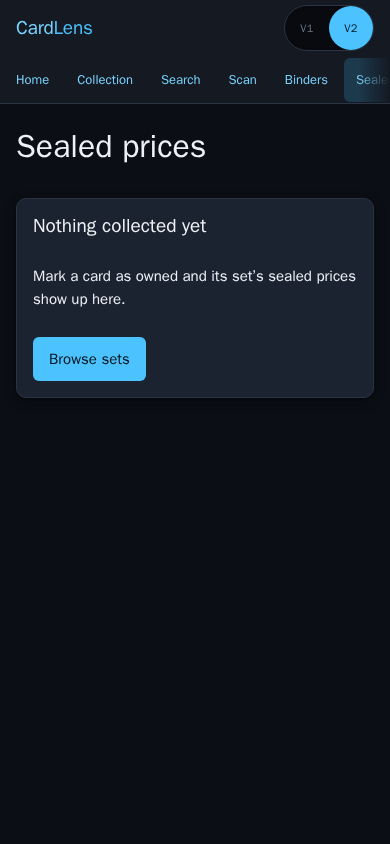 CardLens
V1
V2
Home
Collection
Search
Scan
Binders
Seale
Sealed prices
Nothing collected yet
Mark a card as owned and its set's sealed prices
show up here.
Browse sets